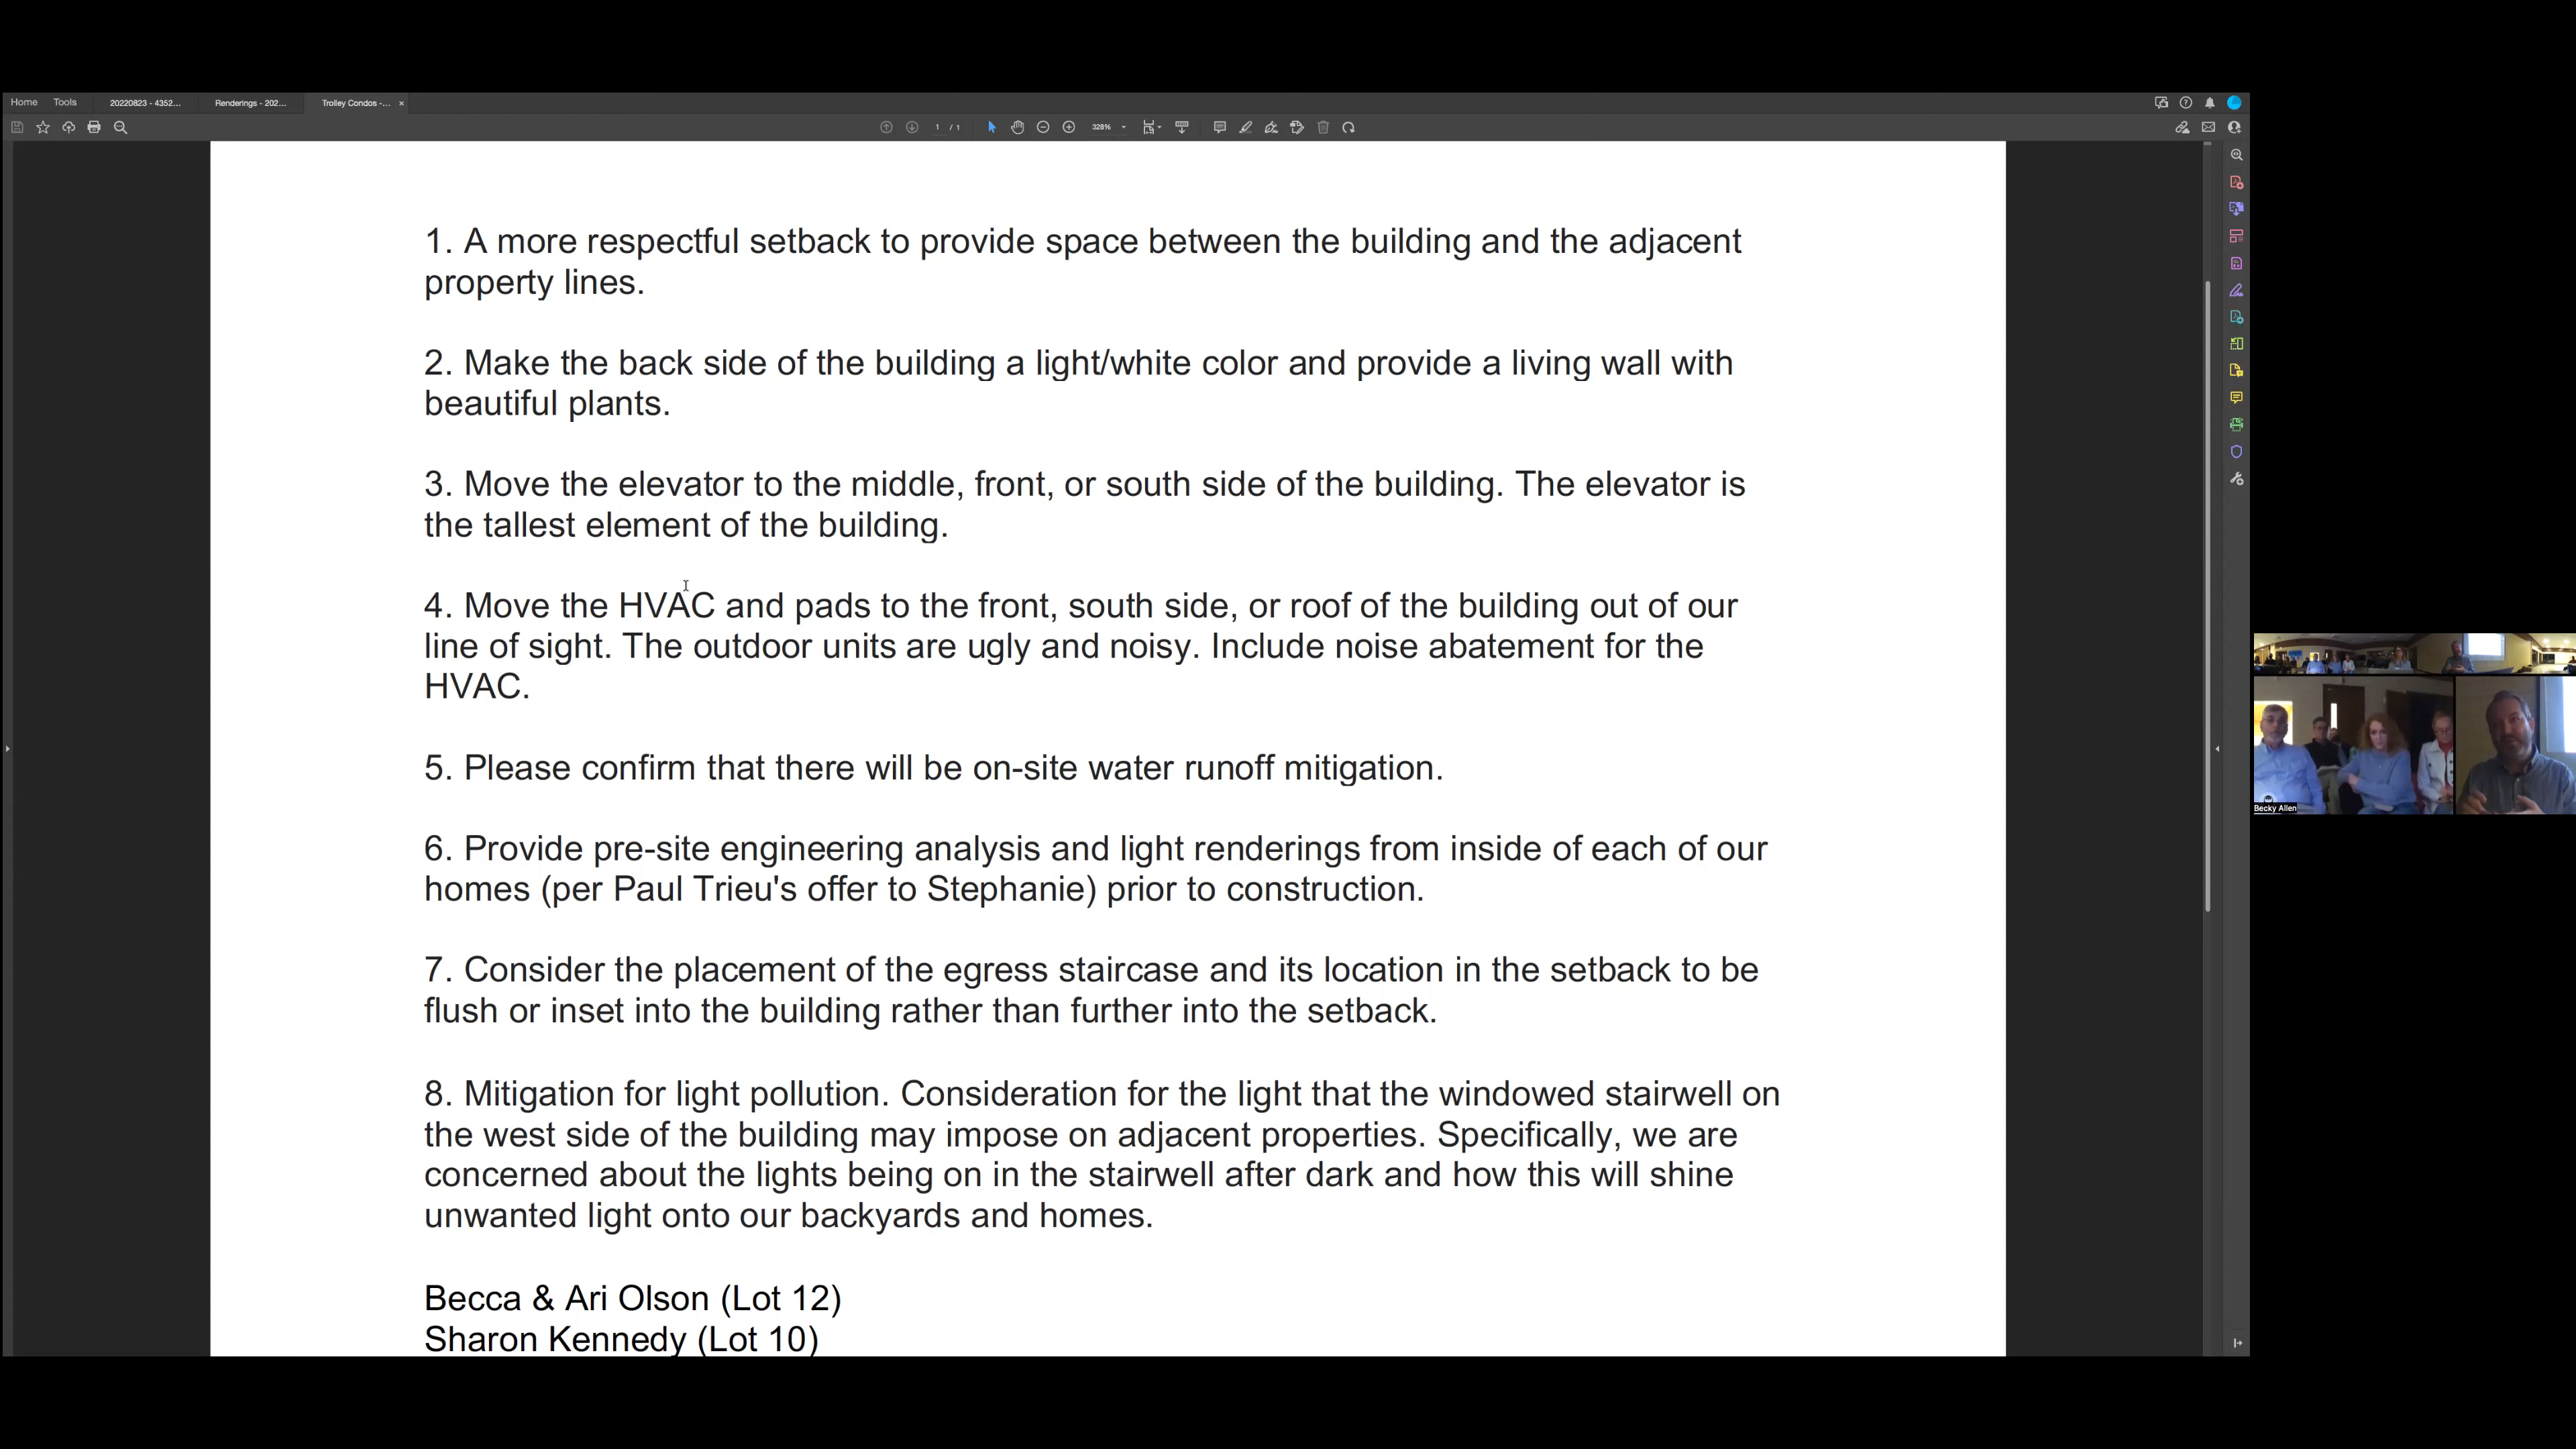 Home Tools 20220823 - 4352... Renderings - 202... Trolley Condos -... ×
1 / 1 328%
1. A more respectful setback to provide space between the building and the adjacent
property lines.
2. Make the back side of the building a light/white color and provide a living wall with
beautiful plants.
3. Move the elevator to the middle, front, or south side of the building. The elevator is
the tallest element of the building.
4. Move the HVAC and pads to the front, south side, or roof of the building out of our
line of sight. The outdoor units are ugly and noisy. Include noise abatement for the
HVAC.
5. Please confirm that there will be on-site water runoff mitigation.
6. Provide pre-site engineering analysis and light renderings from inside of each of our
homes (per Paul Trieu's offer to Stephanie) prior to construction.
7. Consider the placement of the egress staircase and its location in the setback to be
flush or inset into the building rather than further into the setback.
8. Mitigation for light pollution. Consideration for the light that the windowed stairwell on
the west side of the building may impose on adjacent properties. Specifically, we are
concerned about the lights being on in the stairwell after dark and how this will shine
unwanted light onto our backyards and homes.
Becca & Ari Olson (Lot 12)
Sharon Kennedy (Lot 10)
Becky Allen